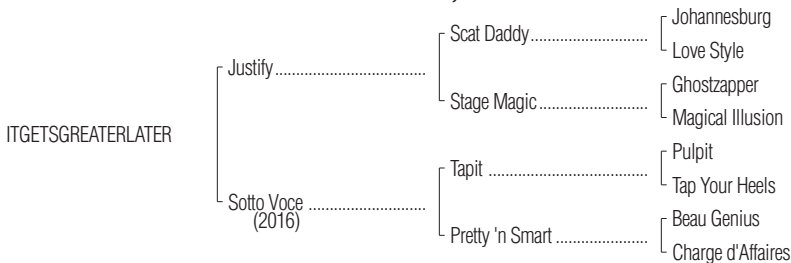 Johannesburg
Scat Daddy
Love Style
Justify
Ghostzapper
Stage Magic
Magical Illusion
ITGETSGREATERLATER
Pulpit
Tapit
Tap Your Heels
Sotto Voce
(2016)
Beau Genius
Pretty 'n Smart
Charge d'Affaires